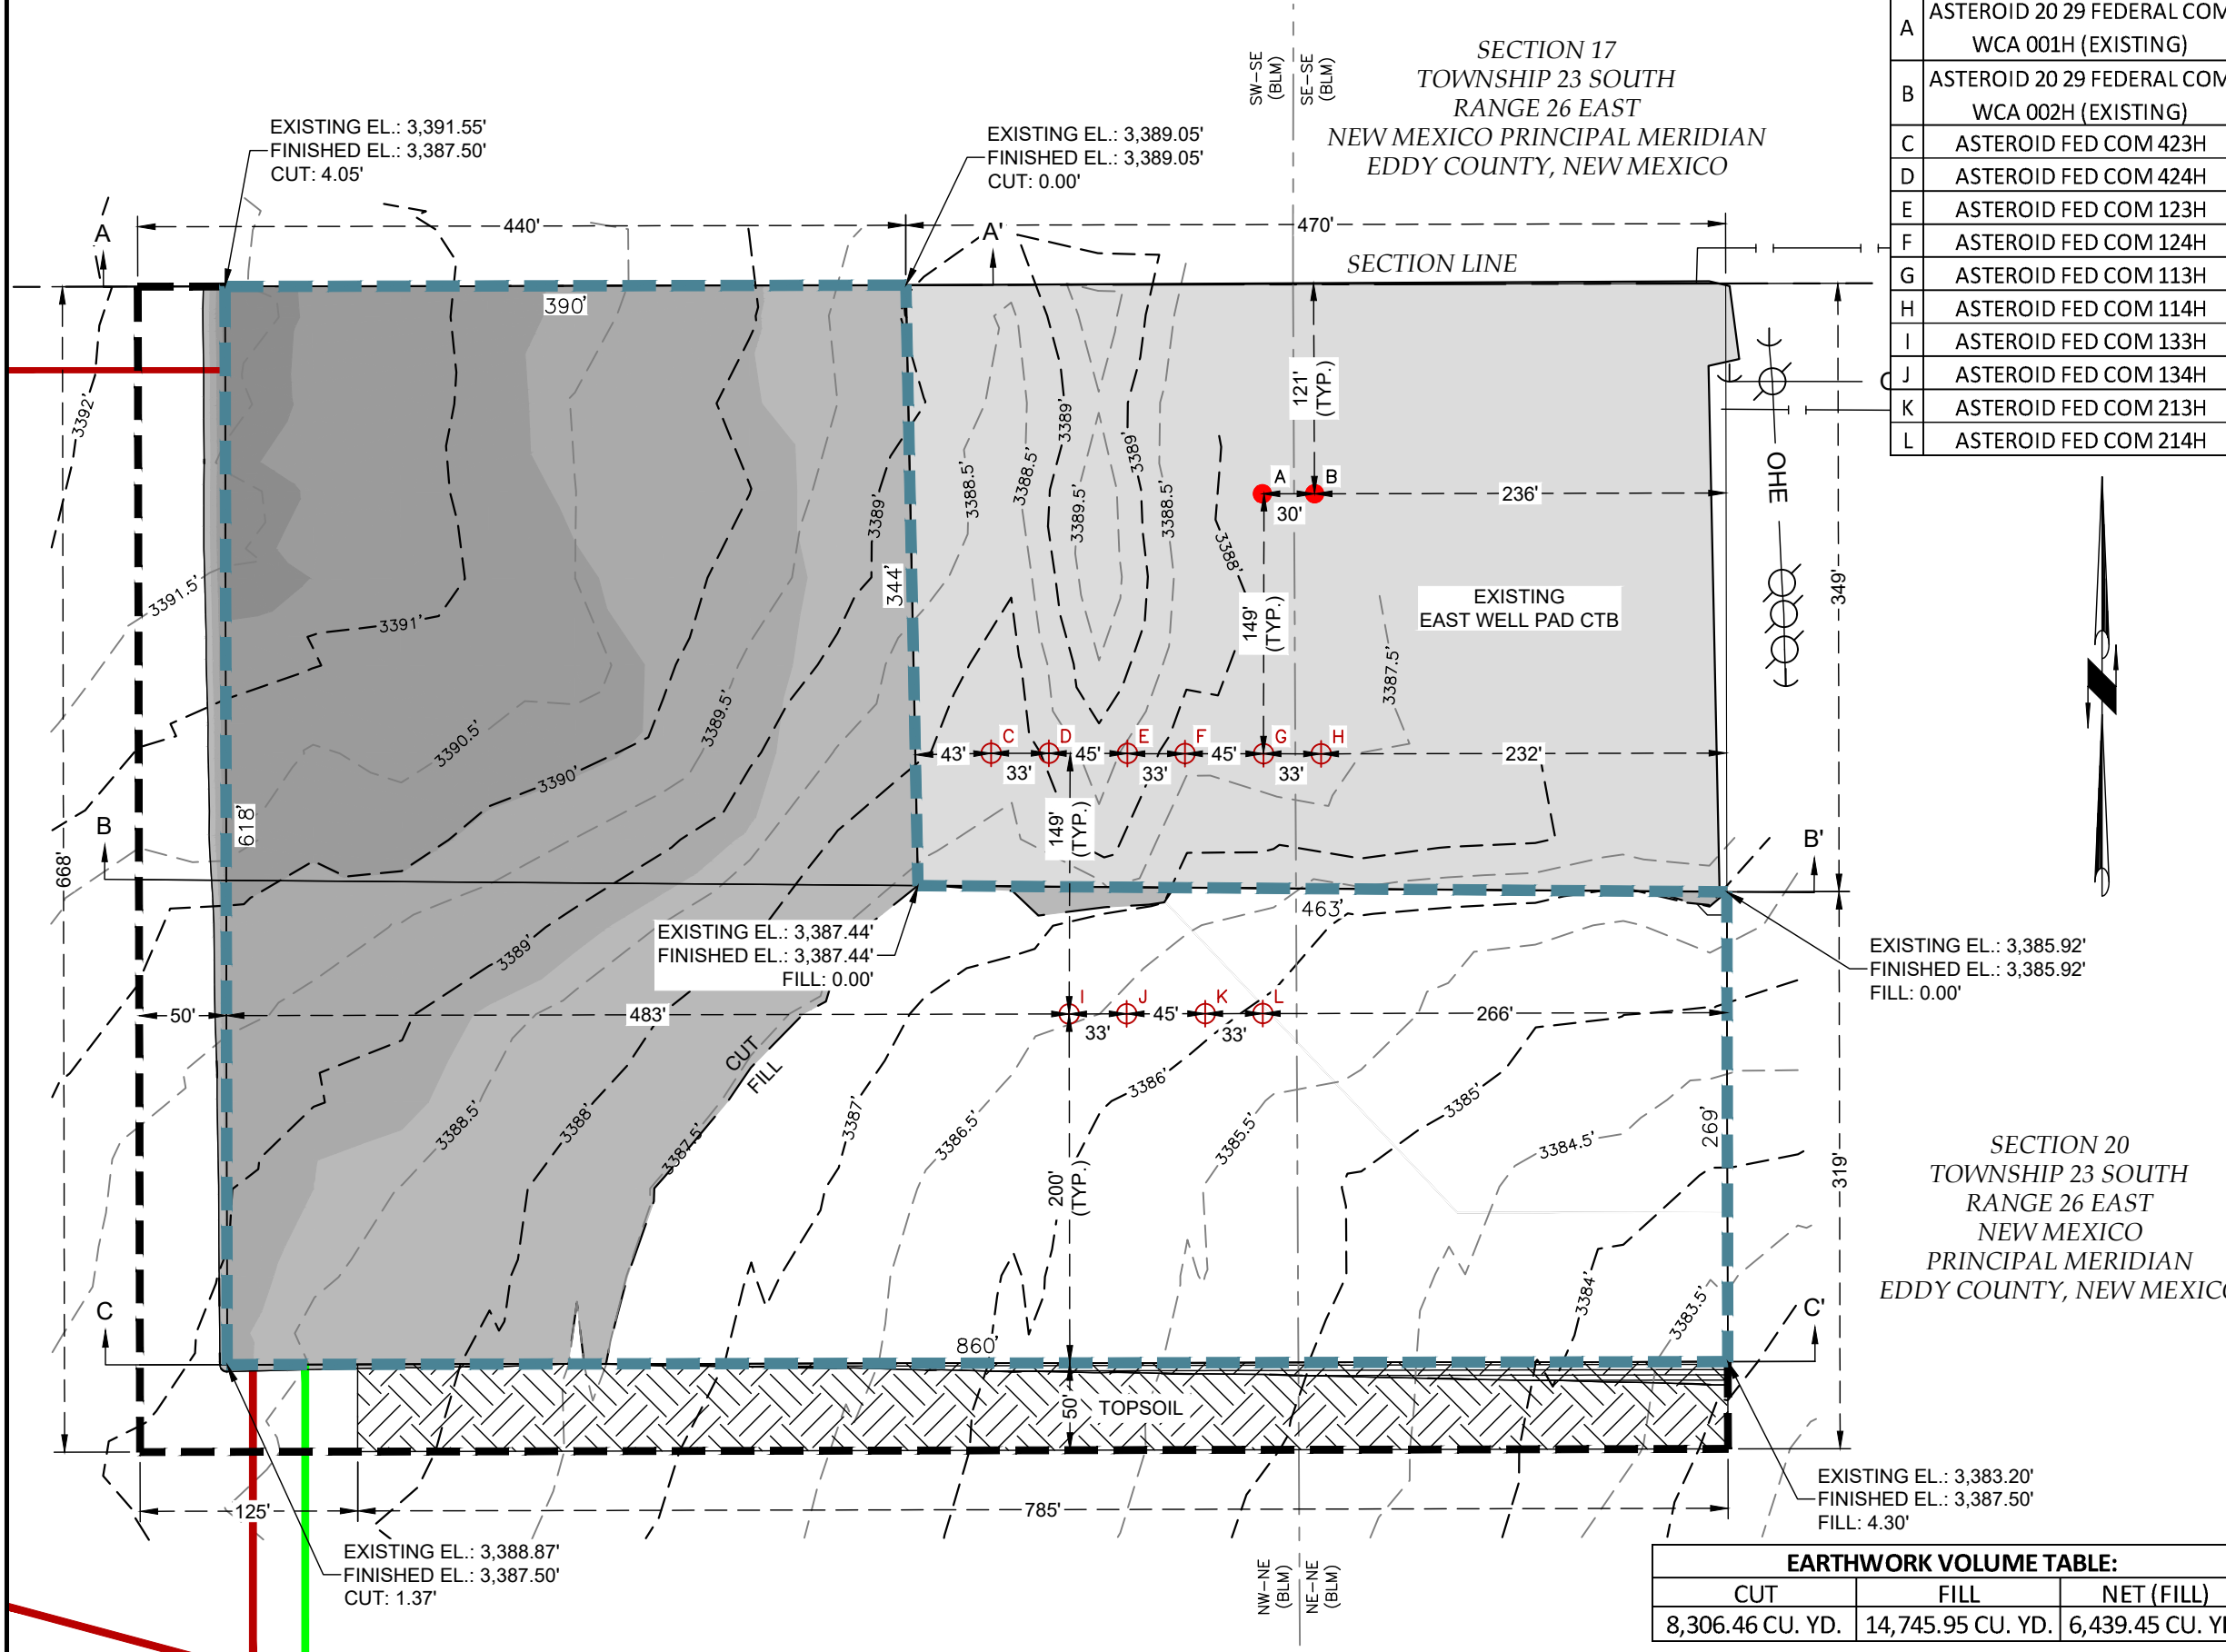 A ASTEROID 20 29 FEDERAL COM
WCA 001H (EXISTING)
B ASTEROID 20 29 FEDERAL COM
WCA 002H (EXISTING)
C ASTEROID FED COM 423H
D ASTEROID FED COM 424H
E ASTEROID FED COM 123H
F ASTEROID FED COM 124H
G ASTEROID FED COM 113H
H ASTEROID FED COM 114H
I ASTEROID FED COM 133H
J ASTEROID FED COM 134H
K ASTEROID FED COM 213H
L ASTEROID FED COM 214H
SECTION 17
TOWNSHIP 23 SOUTH
RANGE 26 EAST
NEW MEXICO PRINCIPAL MERIDIAN
EDDY COUNTY, NEW MEXICO
SW-SE
(BLM)
SE-SE
(BLM)
EXISTING EL.: 3,391.55'
FINISHED EL.: 3,387.50'
CUT: 4.05'
EXISTING EL.: 3,389.05'
FINISHED EL.: 3,389.05'
CUT: 0.00'
440'
470'
A
A'
SECTION LINE
390'
3392'
121'
(TYP.)
3389'
3389'
3388.5'
3388.5'
3389.5'
3388.5'
3389'
3388'
A
B
30'
236'
OHE
344'
149'
(TYP.)
EXISTING
EAST WELL PAD CTB
349'
3391.5'
3391'
3387.5'
3390.5'
3389.5'
3390'
43'
C
33'
D
45'
E
33'
F
45'
G
33'
H
232'
618'
668'
149'
(TYP.)
B
B'
463'
3389'
EXISTING EL.: 3,387.44'
FINISHED EL.: 3,387.44'
FILL: 0.00'
EXISTING EL.: 3,385.92'
FINISHED EL.: 3,385.92'
FILL: 0.00'
50'
483'
I
33'
J
45'
K
33'
L
266'
CUT
FILL
3388.5'
3388'
3387.5'
3387'
3386.5'
3386'
3385.5'
3385'
3384.5'
3384'
3383.5'
269'
319'
200'
(TYP.)
SECTION 20
TOWNSHIP 23 SOUTH
RANGE 26 EAST
NEW MEXICO
PRINCIPAL MERIDIAN
EDDY COUNTY, NEW MEXICO
C
C'
860'
50'
TOPSOIL
125'
785'
EXISTING EL.: 3,383.20'
FINISHED EL.: 3,387.50'
FILL: 4.30'
EXISTING EL.: 3,388.87'
FINISHED EL.: 3,387.50'
CUT: 1.37'
NW-NE
(BLM)
NE-NE
(BLM)
EARTHWORK VOLUME TABLE:
CUT FILL NET (FILL)
8,306.46 CU. YD. 14,745.95 CU. YD. 6,439.45 CU. YD